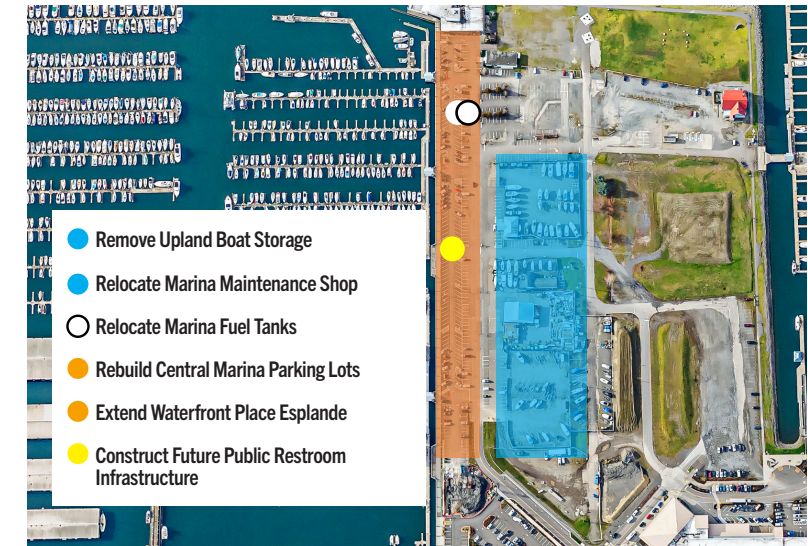 Remove Upland Boat Storage
Relocate Marina Maintenance Shop
Relocate Marina Fuel Tanks
Rebuild Central Marina Parking Lots
Extend Waterfront Place Esplande
Construct Future Public Restroom
Infrastructure